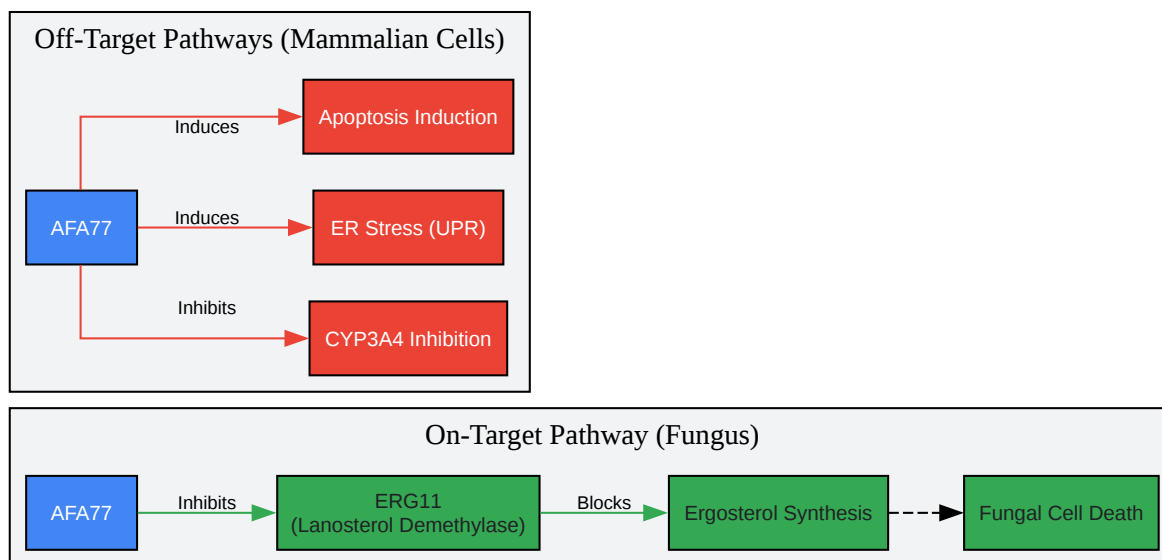 Off-Target Pathways (Mammalian Cells)
Apoptosis Induction
Induces
AFA77
Induces
ER Stress (UPR)
Inhibits
CYP3A4 Inhibition
On-Target Pathway (Fungus)
AFA77
Inhibits
ERG11
(Lanosterol Demethylase)
Blocks
Ergosterol Synthesis
Fungal Cell Death